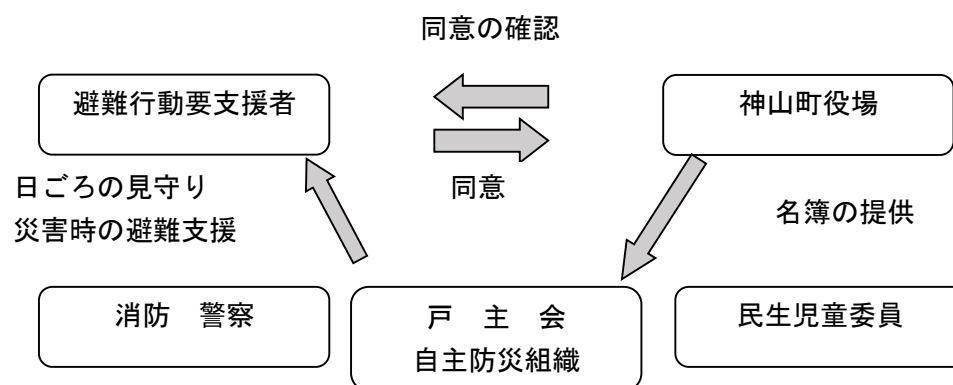 同意の確認
避難行動要支援者
神山町役場
同意
日ごろの見守り
災害時の避難支援
名簿の提供
消防　警察
戸　主　会
自主防災組織
民生児童委員